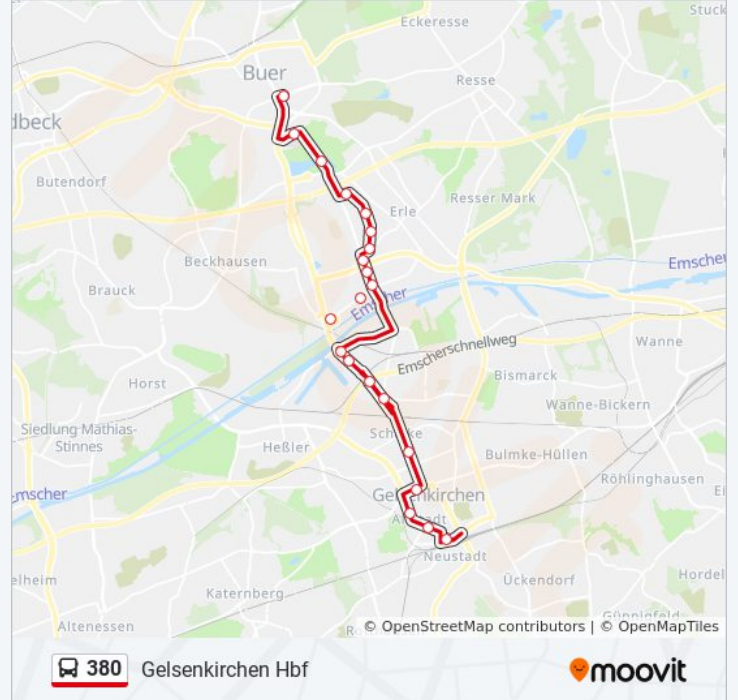 Stuck
Eckeresse
Buer
Resse
dbeck
Butendorf
Resser Mark
Erle
Beckhausen
Emscher
Brauck
Emscher
Wanne
Emscherschnellweg
Horst
Bismarck
Wanne-Bickern
Siedlung Mathias-
Stinnes
Heßler
Bulmke-Hüllen
Röhlinghausen
Emscher
Gelsenkirchen
Neustadt
elheim
Ückendorf
Hordel
Katernberg
Altenessen
© OpenStreetMap contributors | © OpenMapTiles
380 Gelsenkirchen Hbf
moovit